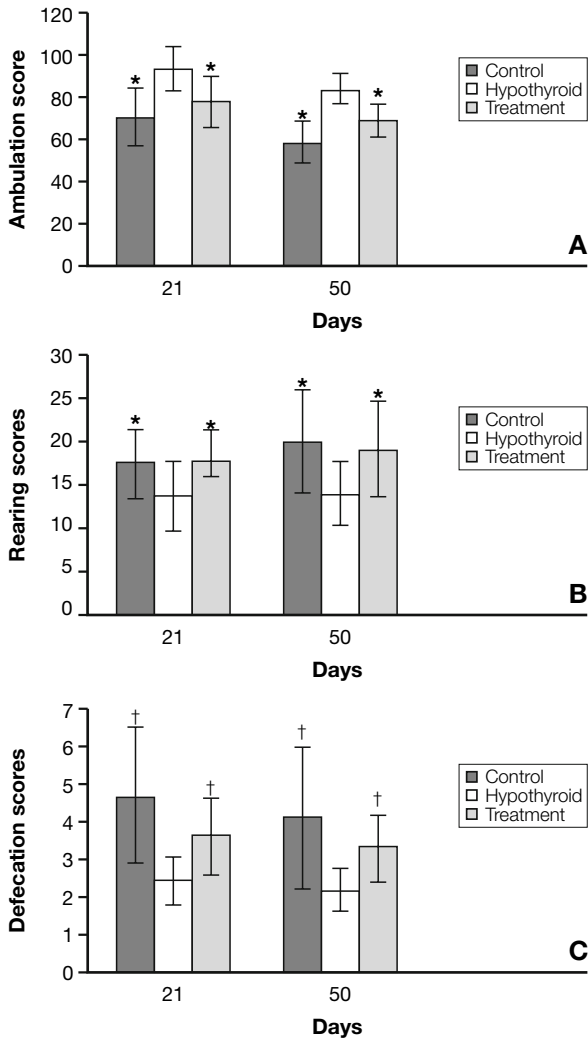 120
100
80
60
40
20
0
Ambulation score
* * * *
21 50
Days
Control
Hypothyroid
Treatment
A
30
25
20
15
10
5
0
Rearing scores
* * * *
21 50
Days
Control
Hypothyroid
Treatment
B
7
6
5
4
3
2
1
0
Defecation scores
† † † †
21 50
Days
Control
Hypothyroid
Treatment
C